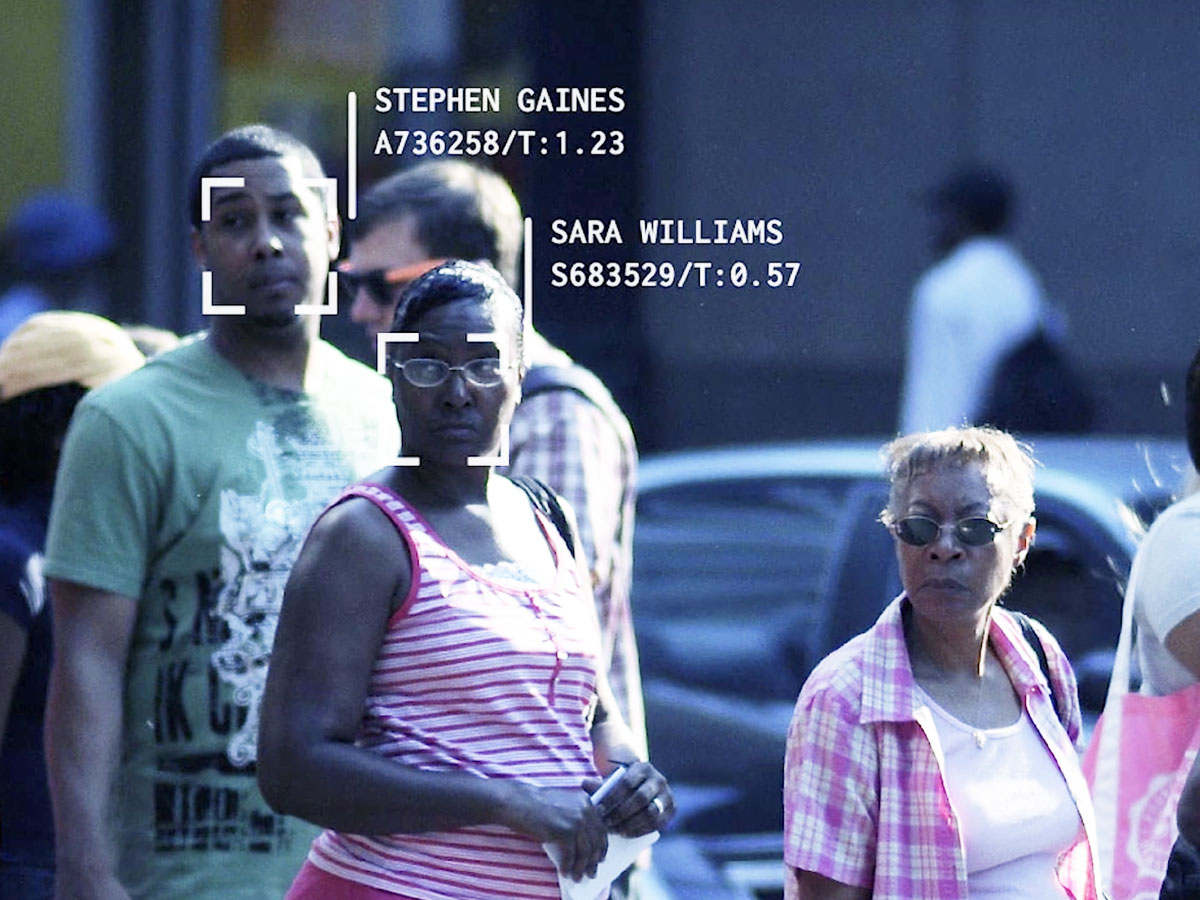 STEPHEN GAINES
A736258/T:1.23
SARA WILLIAMS
S683529/T:0.57